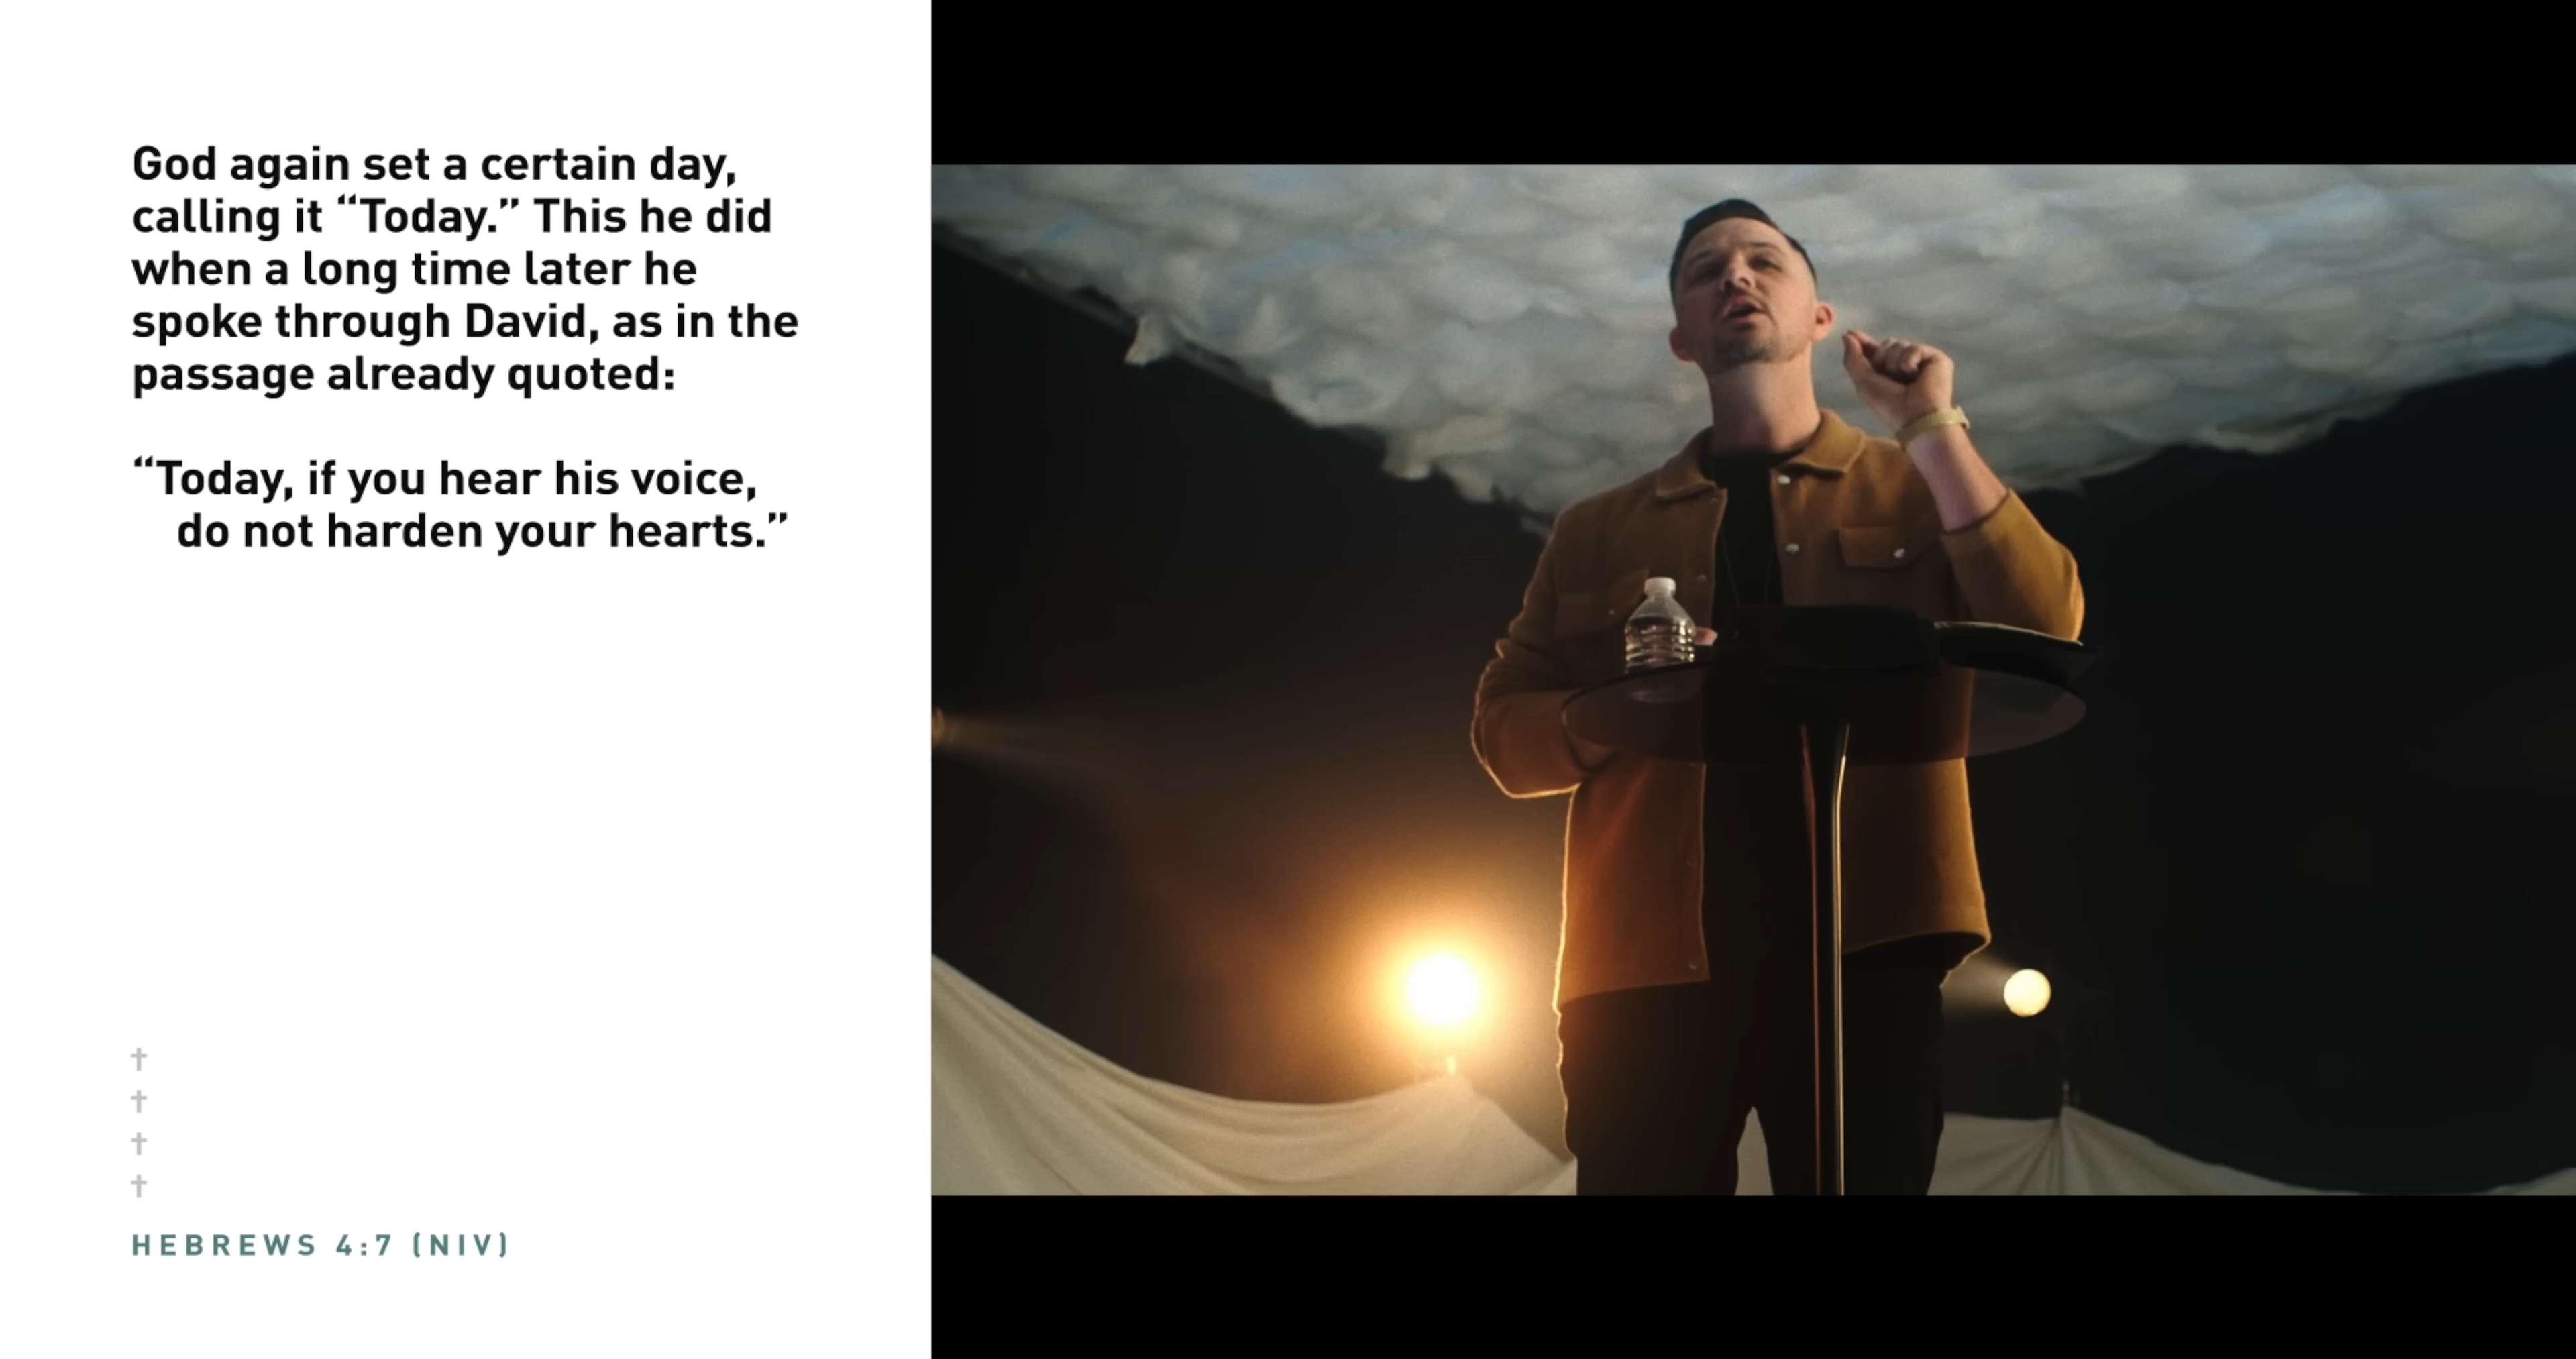 God again set a certain day,
calling it “Today.” This he did
when a long time later he
spoke through David, as in the
passage already quoted:
“Today, if you hear his voice,
do not harden your hearts.”
†
†
†
†
HEBREWS 4:7 (NIV)